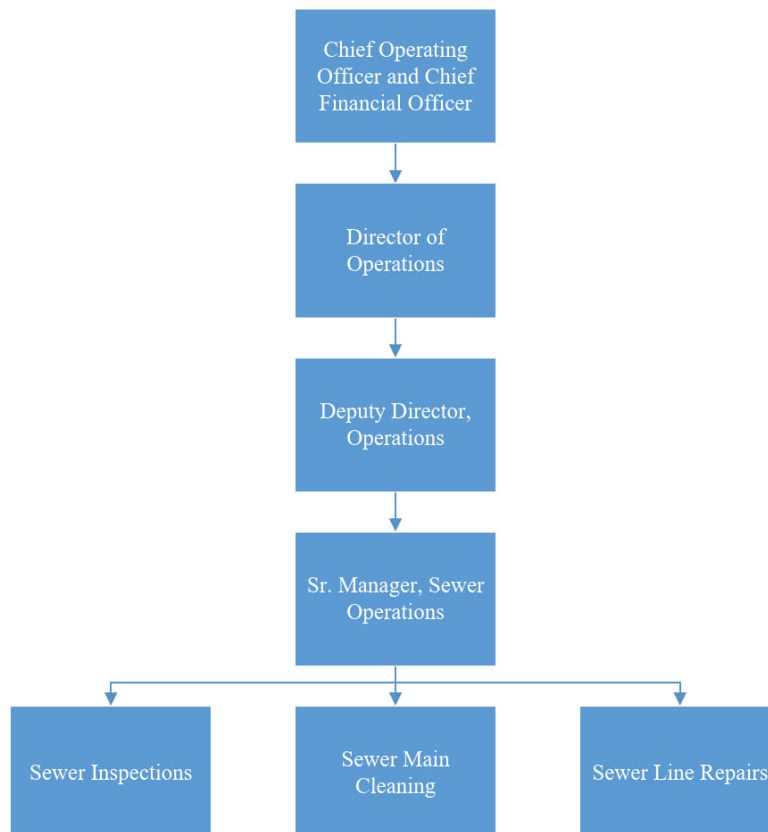 Chief Operating
Officer and Chief
Financial Officer
Director of
Operations
Deputy Director,
Operations
Sr. Manager, Sewer
Operations
Sewer Inspections
Sewer Main
Cleaning
Sewer Line Repairs